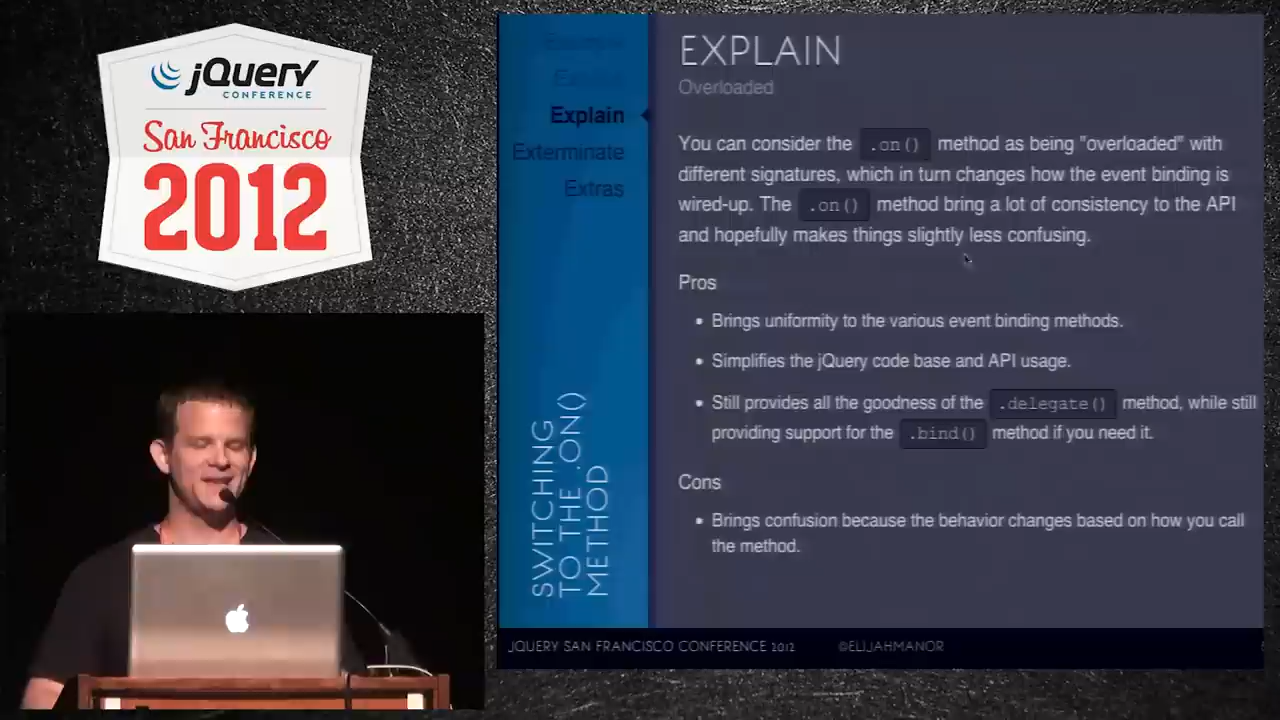 jQuery
CONFERENCE
San Francisco
2012
Explain
Exterminate
Extras
SWITCHING
TO THE .ON()
METHOD
EXPLAIN
Overloaded
You can consider the .on() method as being "overloaded" with
different signatures, which in turn changes how the event binding is
wired-up. The .on() method bring a lot of consistency to the API
and hopefully makes things slightly less confusing.
Pros
• Brings uniformity to the various event binding methods.
• Simplifies the jQuery code base and API usage.
• Still provides all the goodness of the .delegate() method, while still
providing support for the .bind() method if you need it.
Cons
• Brings confusion because the behavior changes based on how you call
the method.
JQUERY SAN FRANCISCO CONFERENCE 2012
@ELIJAHMANOR